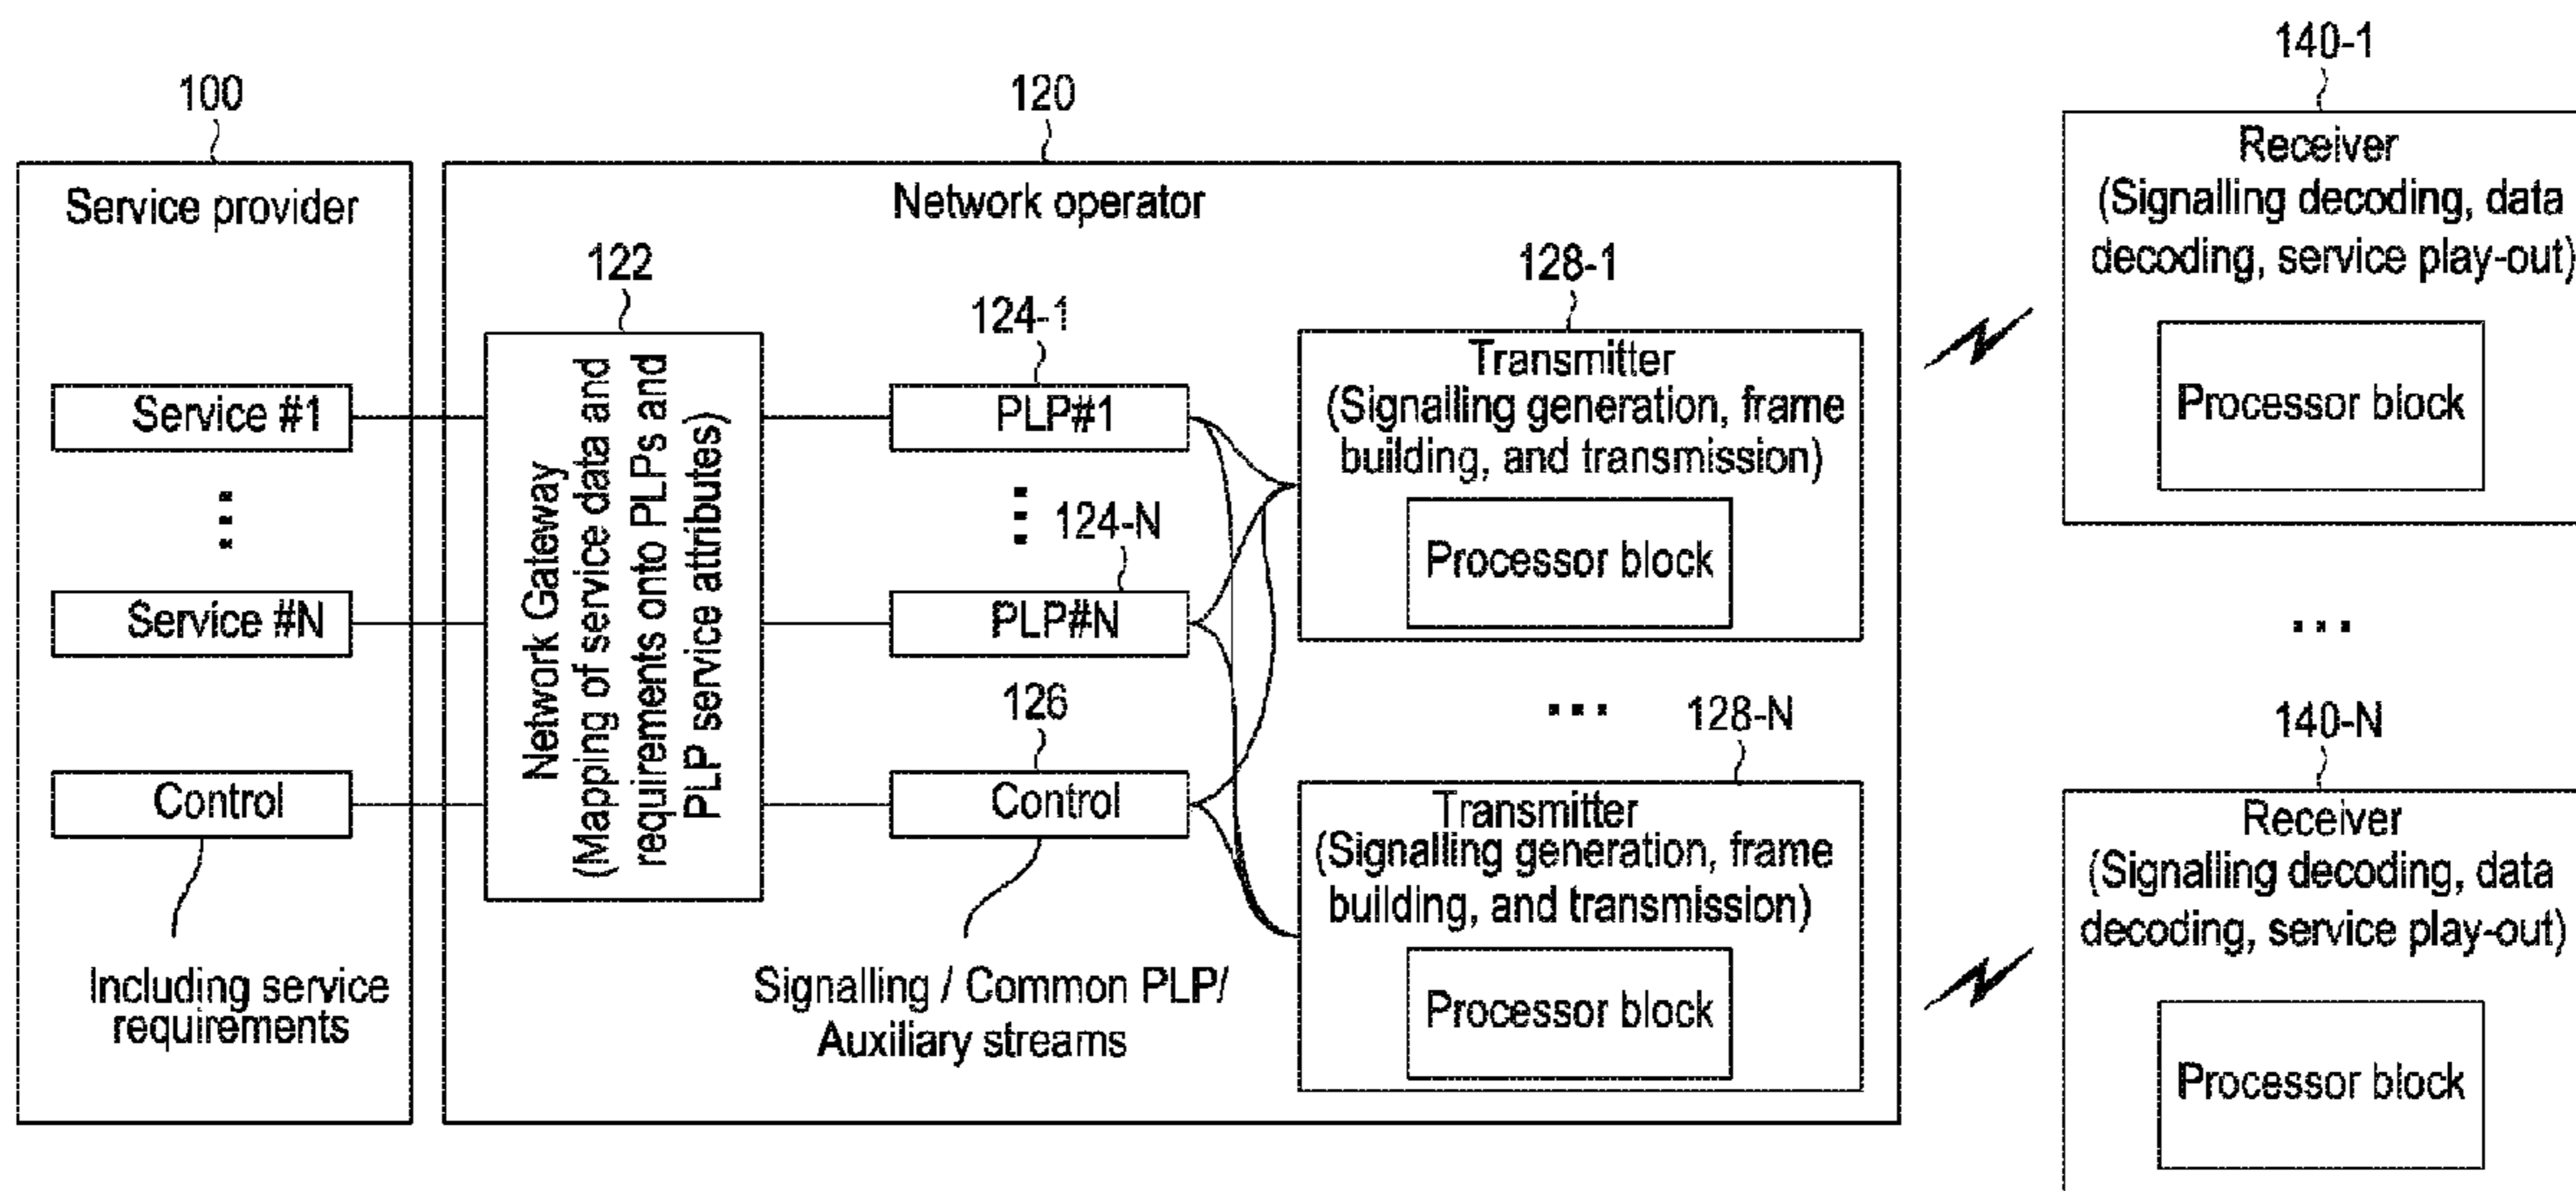 100
Service provider
Service #1
Service #N
Control
Including service
requirements
120
Network operator
122
Network Gateway
(Mapping of service data and
requirements onto PLPs and
PLP service attributes)
124-1
PLP#1
124-N
PLP#N
126
Control
Signalling / Common PLP/
Auxiliary streams
128-1
Transmitter
(Signalling generation, frame
building, and transmission)
Processor block
128-N
Transmitter
(Signalling generation, frame
building, and transmission)
Processor block
140-1
Receiver
(Signalling decoding, data
decoding, service play-out)
Processor block
140-N
Receiver
(Signalling decoding, data
decoding, service play-out)
Processor block